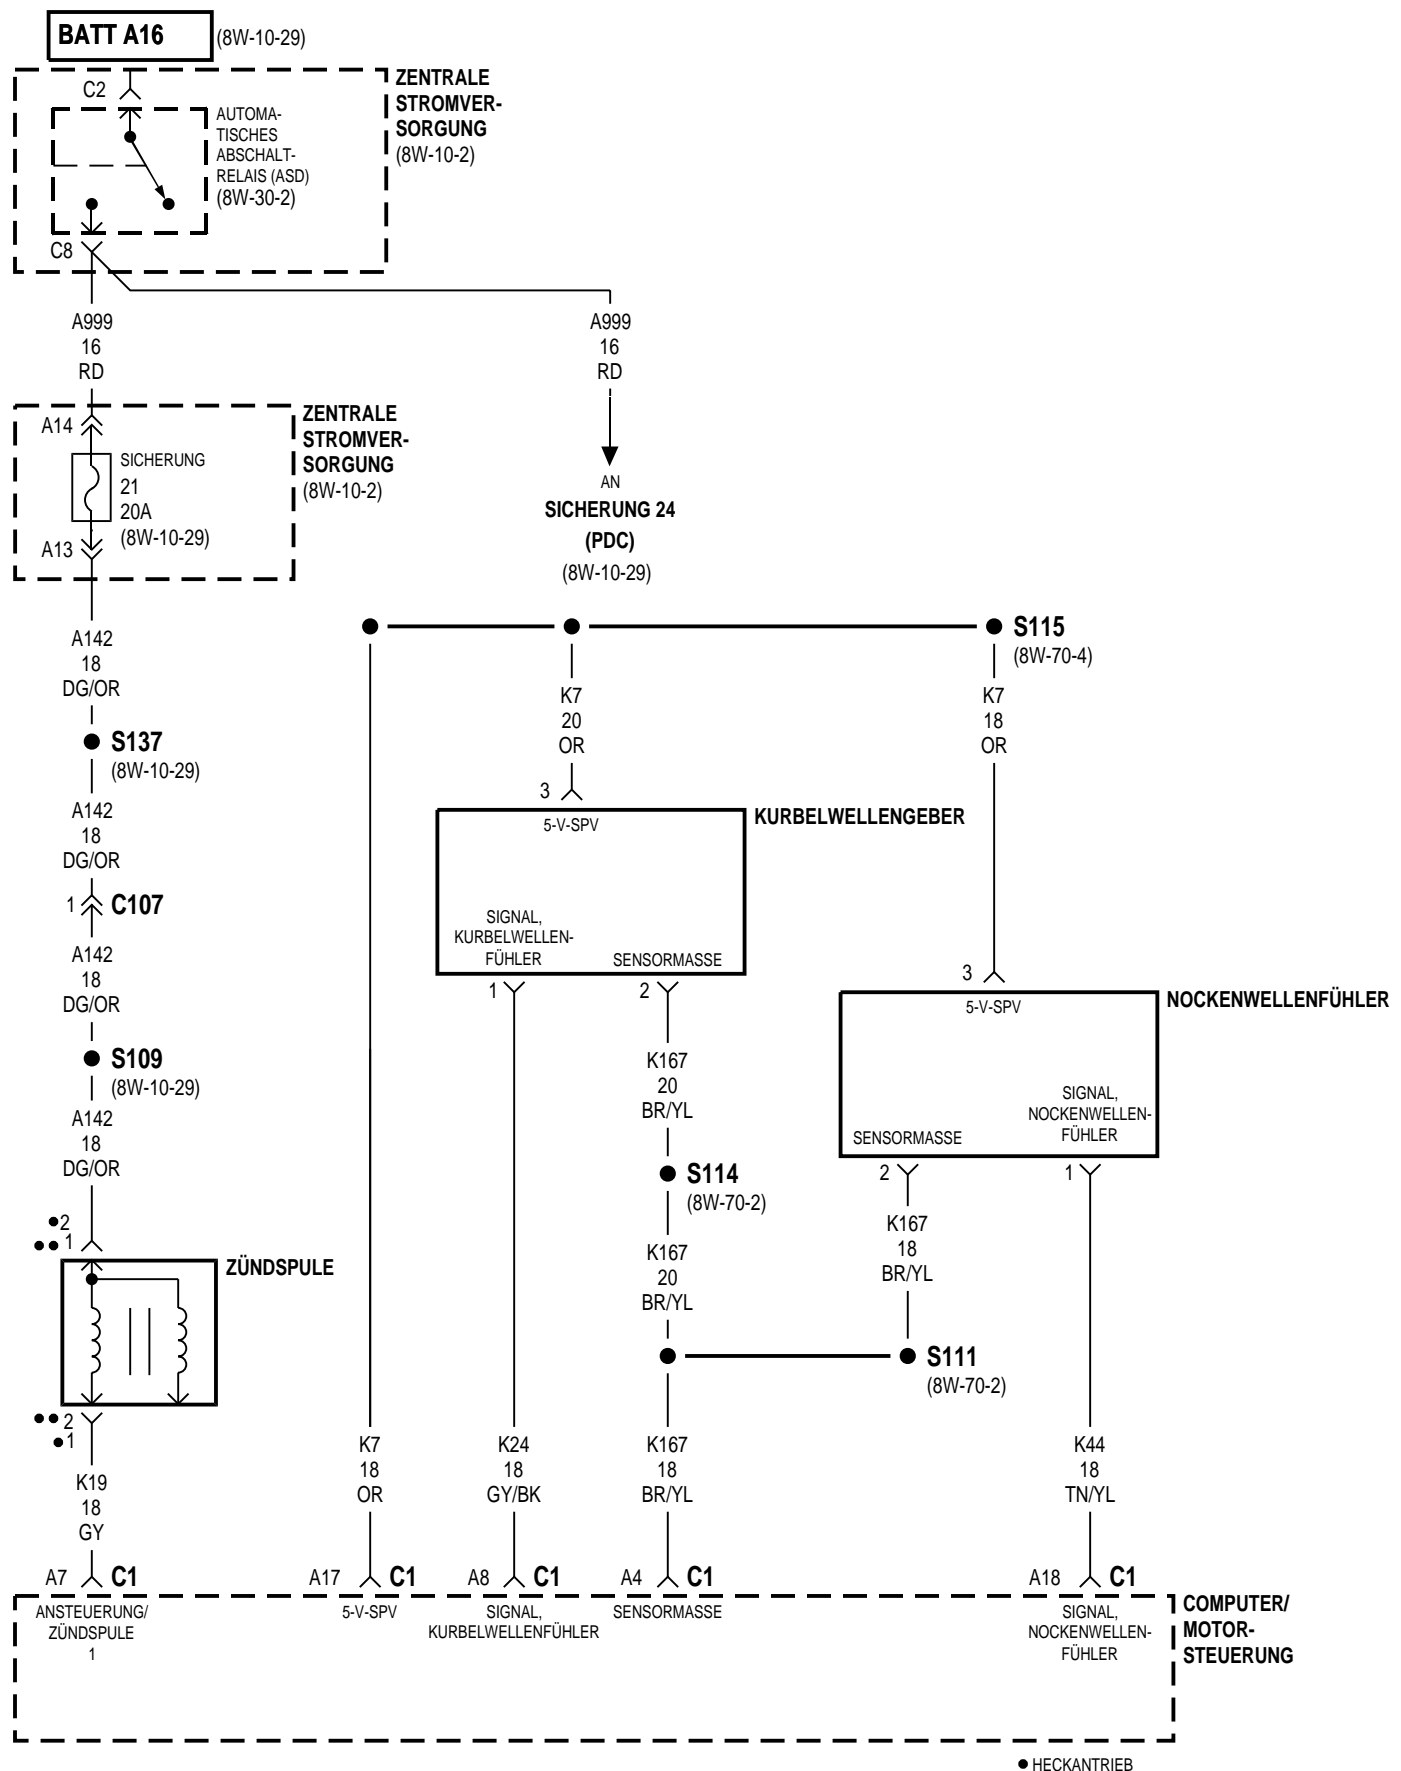 BATT A16
(8W-10-29)
C2
AUTOMA-
TISCHES
ABSCHALT-
RELAIS (ASD)
(8W-30-2)
ZENTRALE
STROMVER-
SORGUNG
(8W-10-2)
C8
A999
16
RD
A999
16
RD
A14
SICHERUNG
21
20A
(8W-10-29)
A13
ZENTRALE
STROMVER-
SORGUNG
(8W-10-2)
AN
SICHERUNG 24
(PDC)
(8W-10-29)
A142
18
DG/OR
S137
(8W-10-29)
A142
18
DG/OR
1
C107
A142
18
DG/OR
S109
(8W-10-29)
A142
18
DG/OR
●2
●● 1
ZÜNDSPULE
●● 2
●1
K19
18
GY
S115
(8W-70-4)
K7
20
OR
K7
18
OR
3
5-V-SPV
KURBELWELLENGEBER
SIGNAL,
KURBELWELLEN-
FÜHLER
SENSORMASSE
1
2
3
5-V-SPV
NOCKENWELLENFÜHLER
SENSORMASSE
SIGNAL,
NOCKENWELLEN-
FÜHLER
2
1
K167
20
BR/YL
S114
(8W-70-2)
K167
20
BR/YL
K167
18
BR/YL
S111
(8W-70-2)
K7
18
OR
K24
18
GY/BK
K167
18
BR/YL
K44
18
TN/YL
A7 C1
A17 C1
A8 C1
A4 C1
A18 C1
ANSTEUERUNG/
ZÜNDSPULE
1
5-V-SPV
SIGNAL,
KURBELWELLENFÜHLER
SENSORMASSE
SIGNAL,
NOCKENWELLEN-
FÜHLER
COMPUTER/
MOTOR-
STEUERUNG
● HECKANTRIEB